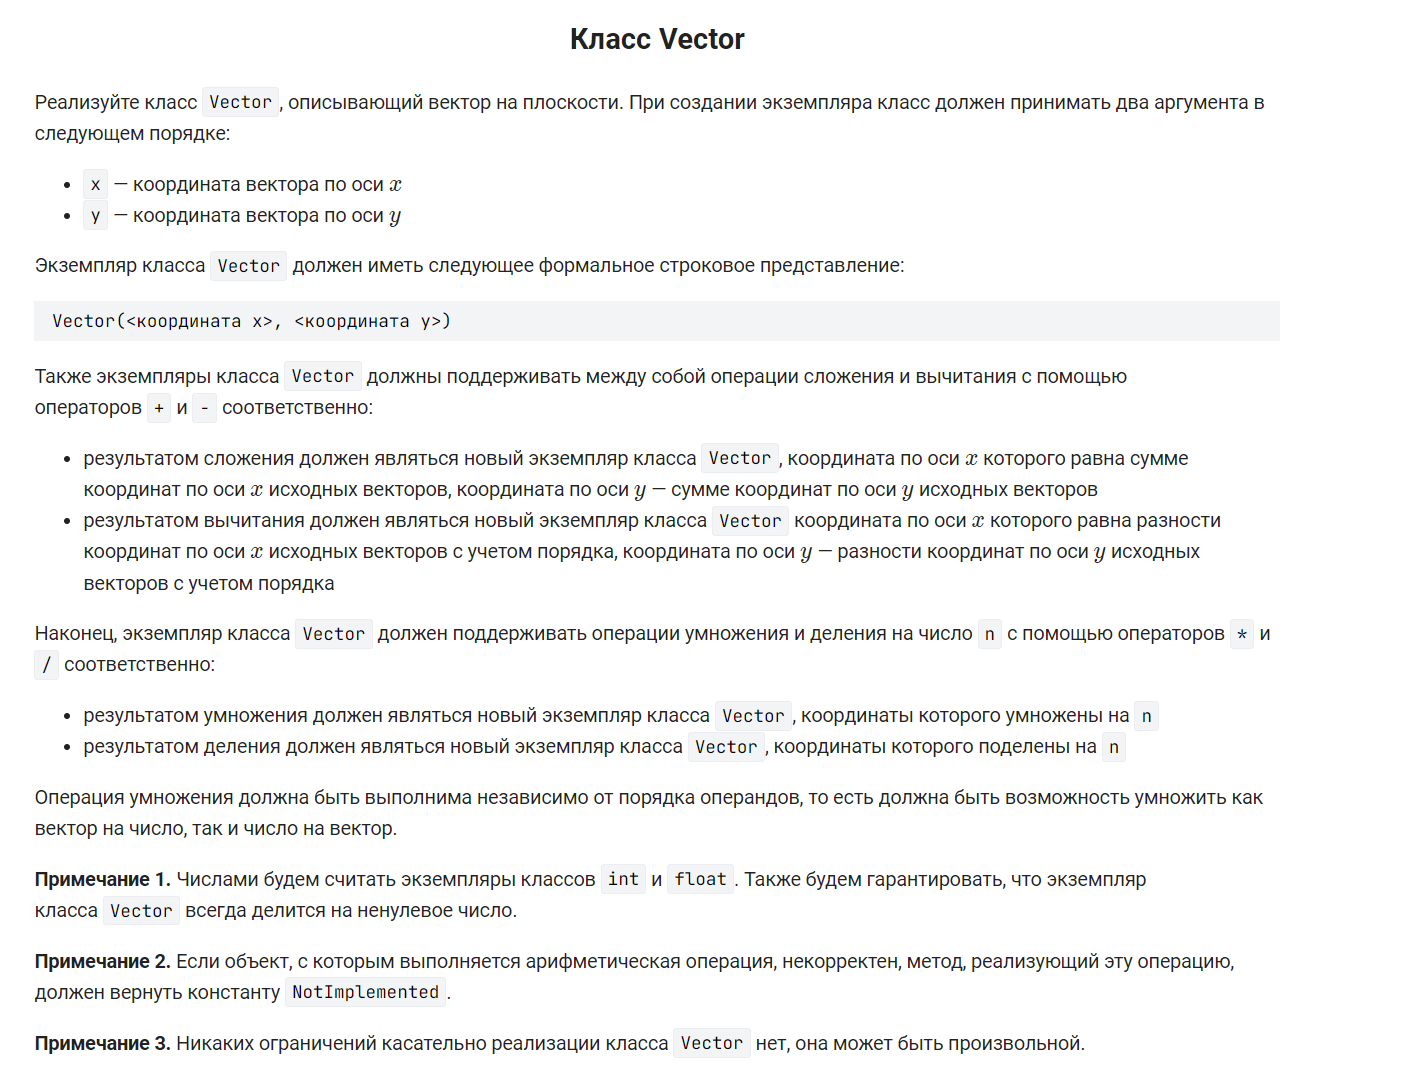 Класс Vector
Реализуйте класс Vector, описывающий вектор на плоскости. При создании экземпляра класс должен принимать два аргумента в
следующем порядке:
• x — координата вектора по оси x
• y — координата вектора по оси y
Экземпляр класса Vector должен иметь следующее формальное строковое представление:
Vector(<координата x>, <координата y>)
Также экземпляры класса Vector должны поддерживать между собой операции сложения и вычитания с помощью
операторов + и - соответственно:
• результатом сложения должен являться новый экземпляр класса Vector, координата по оси x которого равна сумме
координат по оси x исходных векторов, координата по оси y — сумме координат по оси y исходных векторов
• результатом вычитания должен являться новый экземпляр класса Vector координата по оси x которого равна разности
координат по оси x исходных векторов с учетом порядка, координата по оси y — разности координат по оси y исходных
векторов с учетом порядка
Наконец, экземпляр класса Vector должен поддерживать операции умножения и деления на число n с помощью операторов * и
/ соответственно:
• результатом умножения должен являться новый экземпляр класса Vector, координаты которого умножены на n
• результатом деления должен являться новый экземпляр класса Vector, координаты которого поделены на n
Операция умножения должна быть выполнима независимо от порядка операндов, то есть должна быть возможность умножить как
вектор на число, так и число на вектор.
Примечание 1. Числами будем считать экземпляры классов int и float. Также будем гарантировать, что экземпляр
класса Vector всегда делится на ненулевое число.
Примечание 2. Если объект, с которым выполняется арифметическая операция, некорректен, метод, реализующий эту операцию,
должен вернуть константу NotImplemented.
Примечание 3. Никаких ограничений касательно реализации класса Vector нет, она может быть произвольной.